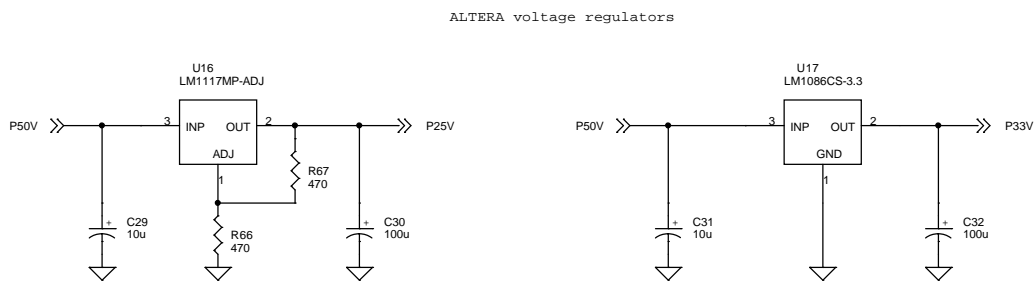 ALTERA voltage regulators
U16
LM1117MP-ADJ
P50V
3
INP
OUT
2
P25V
ADJ
1
R67
470
C29
10u
+
R66
470
C30
100u
+
U17
LM1086CS-3.3
P50V
3
INP
OUT
2
P33V
GND
1
C31
10u
+
C32
100u
+